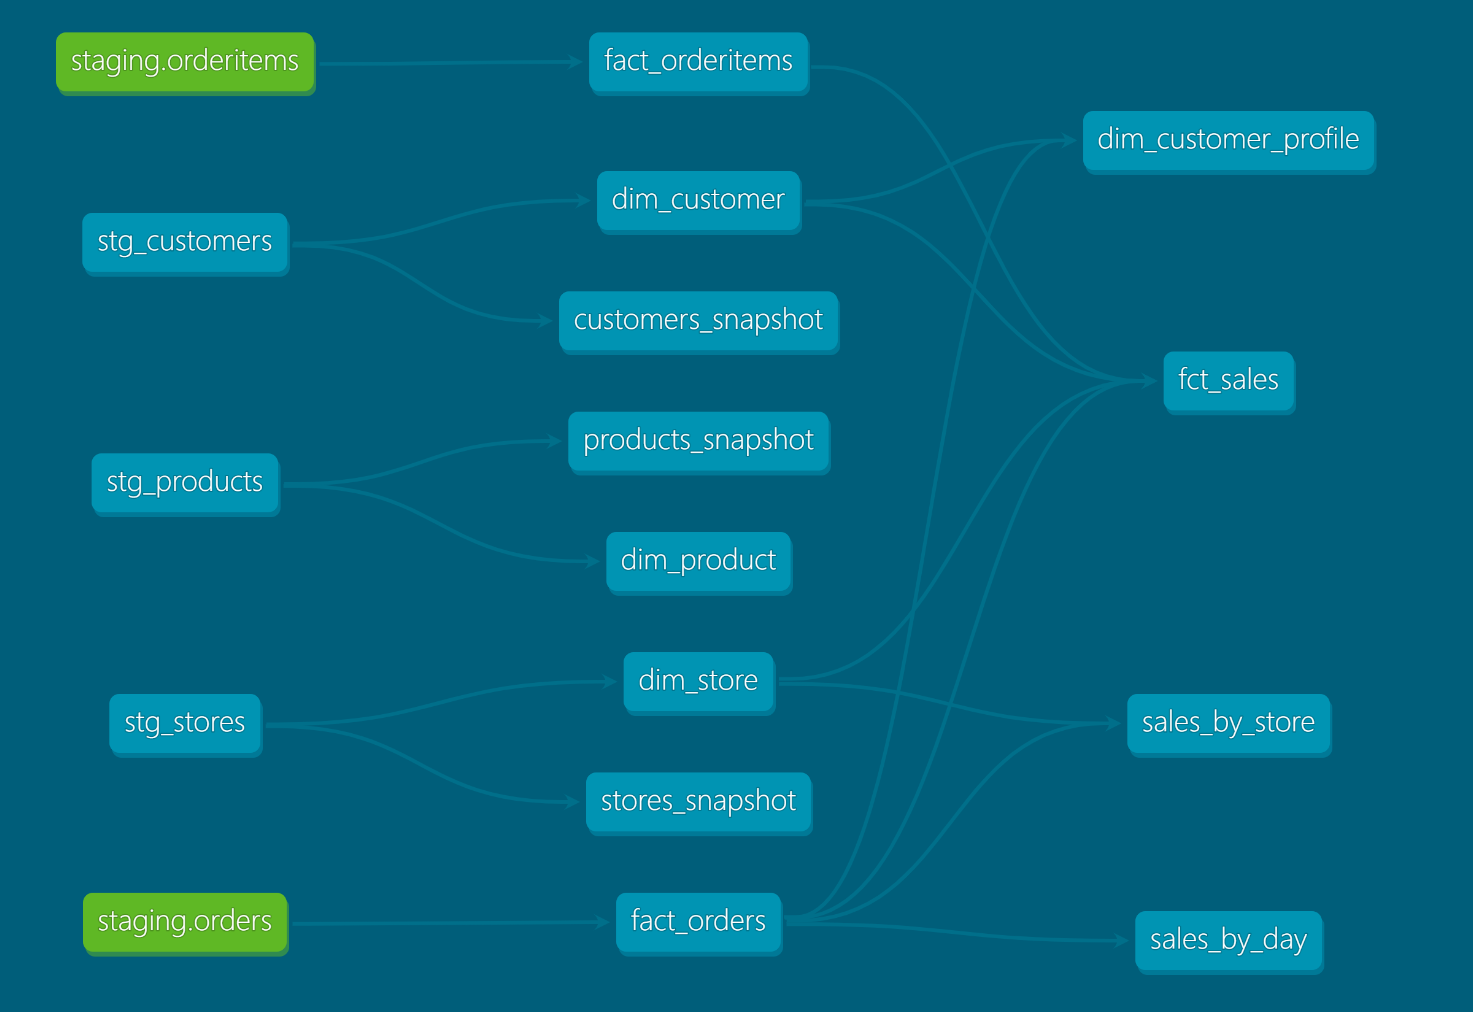 staging.orderitems
fact_orderitems
dim_customer_profile
dim_customer
stg_customers
customers_snapshot
fct_sales
products_snapshot
stg_products
dim_product
dim_store
stg_stores
sales_by_store
stores_snapshot
staging.orders
fact_orders
sales_by_day